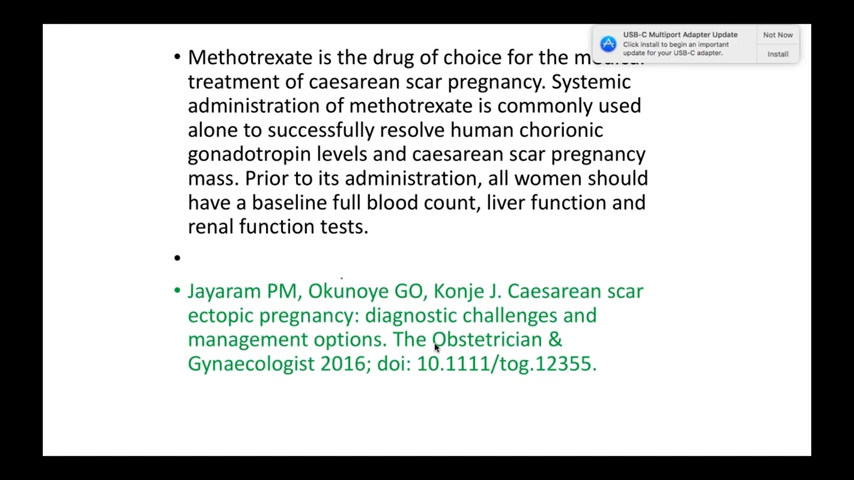 USB-C Multiport Adapter Update
Click install to begin an important
update for your USB-C adapter.
Not Now
Install
• Methotrexate is the drug of choice for the
treatment of caesarean scar pregnancy. Systemic
administration of methotrexate is commonly used
alone to successfully resolve human chorionic
gonadotropin levels and caesarean scar pregnancy
mass. Prior to its administration, all women should
have a baseline full blood count, liver function and
renal function tests.
•
• Jayaram PM, Okunoye GO, Konje J. Caesarean scar
ectopic pregnancy: diagnostic challenges and
management options. The Obstetrician &
Gynaecologist 2016; doi: 10.1111/tog.12355.